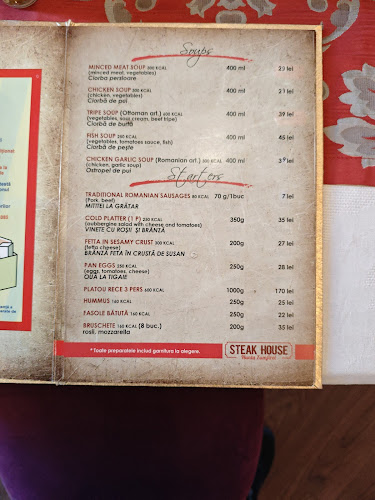 Soups
MINCED MEAT SOUP 300 KCAL 400 ml 23 lei
(minced meat, vegetables)
Ciorba perisoare
CHICKEN SOUP 300 KCAL 400 ml 23 lei
(chicken, vegetables)
Ciorbă de pui
TRIPE SOUP (Ottoman art.) 600 KCAL 400 ml 39 lei
(vegetables, sour cream, beef tripe)
Ciorbă de burtă
FISH SOUP 250 KCAL 400 ml 45 lei
(vegetables, tomatoes sauce, fish)
Ciorbă de pește
CHICKEN GARLIC SOUP (Romanian art.) 300 KCAL 400 ml lei
(chicken, garlic soup)
Ostropel de pui
Starters
TRADITIONAL ROMANIAN SAUSAGES 80 KCAL 70 g/1buc 7 lei
(Pork, beef)
MITITEI LA GRĂTAR
COLD PLATTER (1 P) 230 KCAL 350g 35 lei
(aubbergine salad with cheese and tomatoes)
VINETE CU ROȘII ȘI BRÂNZĂ
FETTA IN SESAMY CRUST 300 KCAL 200g 27 lei
(fetta cheese)
BRÂNZĂ FETA ÎN CRUSTĂ DE SUSAN
PAN EGGS 350 KCAL 250g 28 lei
(eggs, tomatoes, cheese)
OUĂ LA TIGAIE
PLATOU RECE 3 PERS 600 KCAL 1000g 170 lei
HUMMUS 160 KCAL 250g 25 lei
FASOLE BĂTUTĂ 160 KCAL 250g 22 lei
BRUSCHETE 160 KCAL (8 buc.) 200g 35 lei
rosii, mozzarella
*Toate preparatele includ garnitura la alegere.
STEAK HOUSE